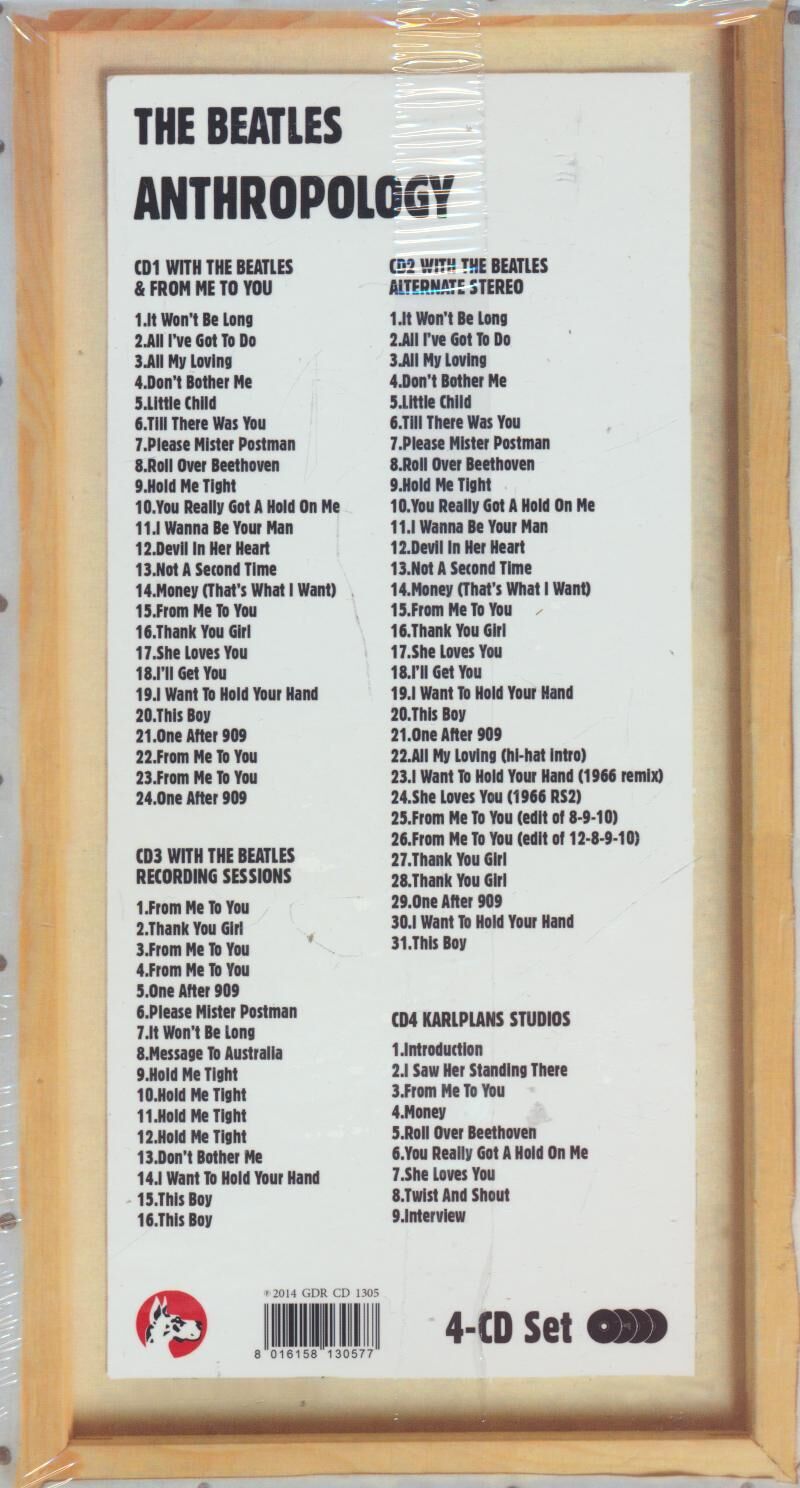 THE BEATLES
ANTHROPOLOGY
CD1 WITH THE BEATLES
& FROM ME TO YOU
1.It Won't Be Long
2.All I've Got To Do
3.All My Loving
4.Don't Bother Me
5.Little Child
6.Till There Was You
7.Please Mister Postman
8.Roll Over Beethoven
9.Hold Me Tight
10.You Really Got A Hold On Me
11.I Wanna Be Your Man
12.Devil In Her Heart
13.Not A Second Time
14.Money (That's What I Want)
15.From Me To You
16.Thank You Girl
17.She Loves You
18.I'll Get You
19.I Want To Hold Your Hand
20.This Boy
21.One After 909
22.From Me To You
23.From Me To You
24.One After 909
CD2 WITH THE BEATLES
ALTERNATE STEREO
1.It Won't Be Long
2.All I've Got To Do
3.All My Loving
4.Don't Bother Me
5.Little Child
6.Till There Was You
7.Please Mister Postman
8.Roll Over Beethoven
9.Hold Me Tight
10.You Really Got A Hold On Me
11.I Wanna Be Your Man
12.Devil In Her Heart
13.Not A Second Time
14.Money (That's What I Want)
15.From Me To You
16.Thank You Girl
17.She Loves You
18.I'll Get You
19.I Want To Hold Your Hand
20.This Boy
21.One After 909
22.All My Loving (hi-hat intro)
23.I Want To Hold Your Hand (1966 remix)
24.She Loves You (1966 RS2)
25.From Me To You (edit of 8-9-10)
26.From Me To You (edit of 12-8-9-10)
27.Thank You Girl
28.Thank You Girl
29.One After 909
30.I Want To Hold Your Hand
31.This Boy
CD3 WITH THE BEATLES
RECORDING SESSIONS
1.From Me To You
2.Thank You Girl
3.From Me To You
4.From Me To You
5.One After 909
6.Please Mister Postman
7.It Won't Be Long
8.Message To Australia
9.Hold Me Tight
10.Hold Me Tight
11.Hold Me Tight
12.Hold Me Tight
13.Don't Bother Me
14.I Want To Hold Your Hand
15.This Boy
16.This Boy
CD4 KARLPLANS STUDIOS
1.Introduction
2.I Saw Her Standing There
3.From Me To You
4.Money
5.Roll Over Beethoven
6.You Really Got A Hold On Me
7.She Loves You
8.Twist And Shout
9.Interview
℗ 2014 GDR CD 1305
8 016158 130577
4-CD Set